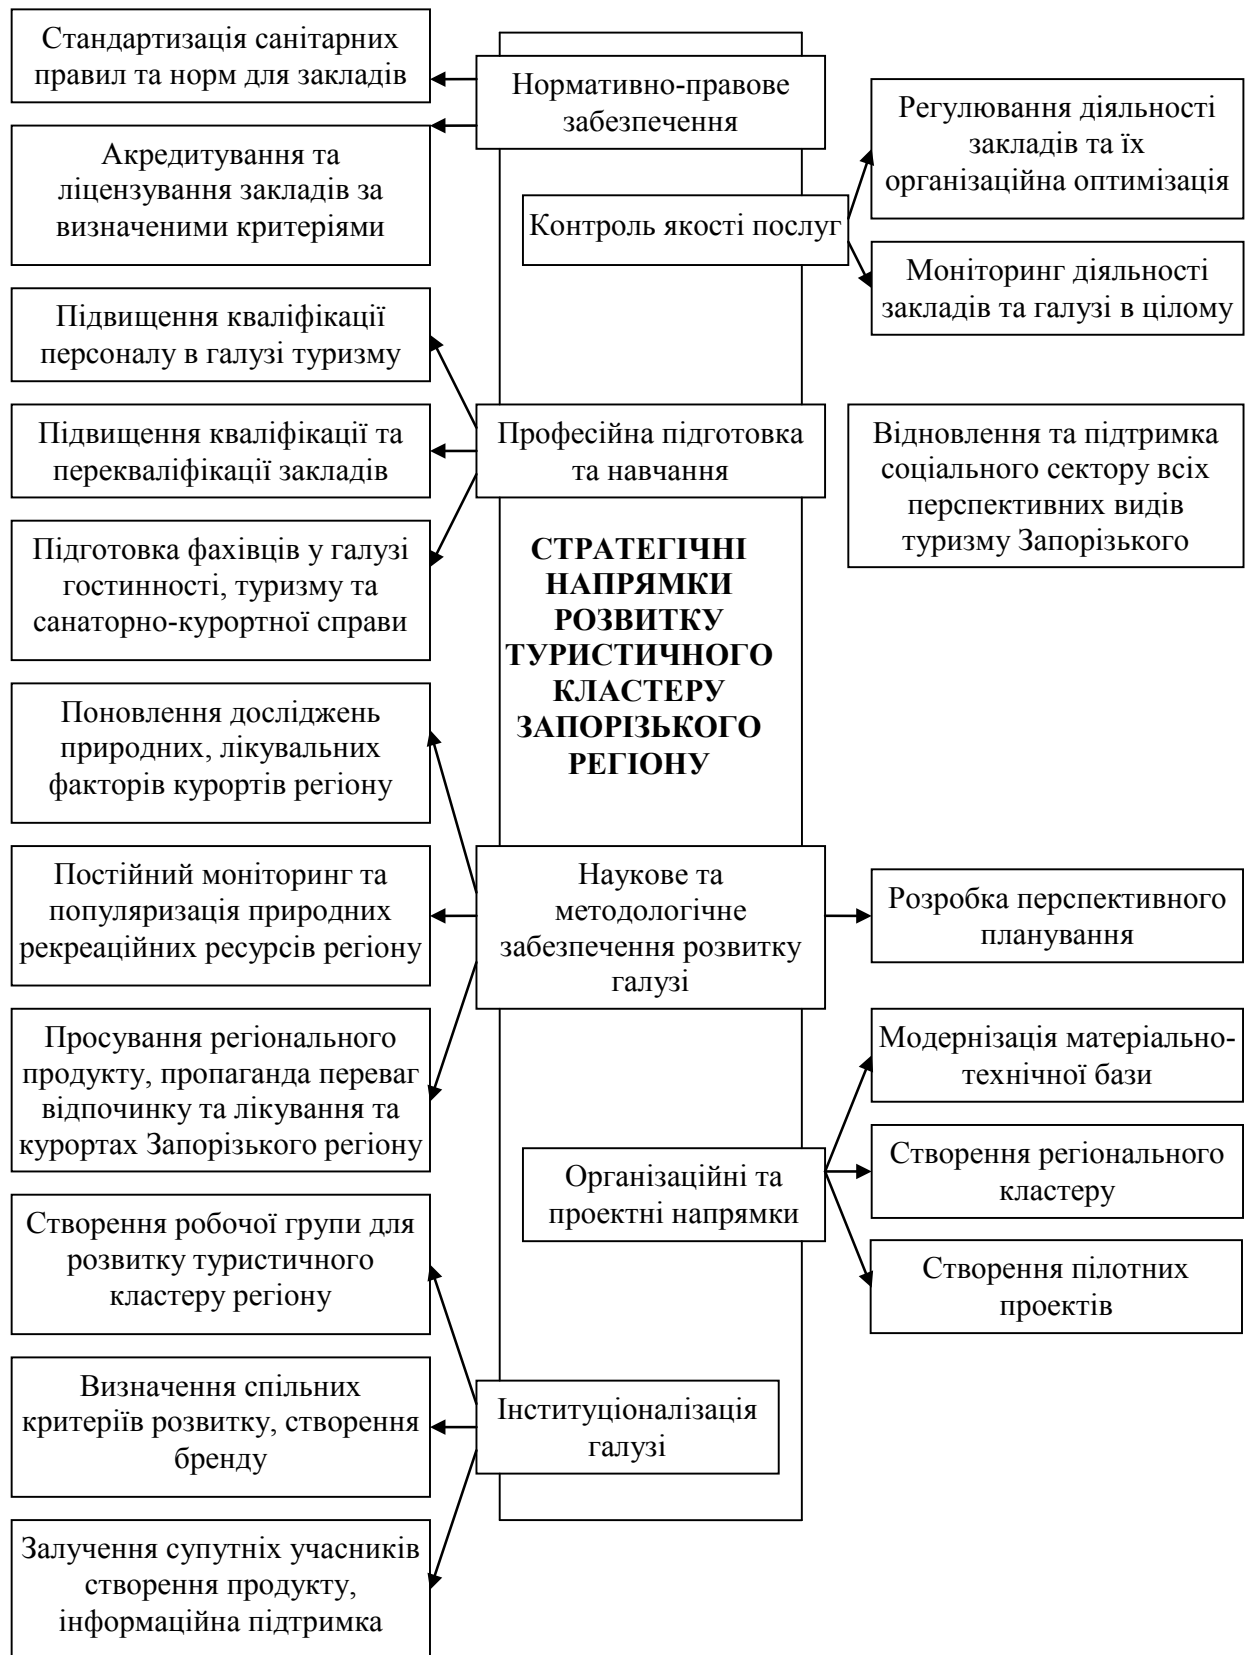 Стандартизація санітарних
правил та норм для закладів
Акредитування та
ліцензування закладів за
визначеними критеріями
Підвищення кваліфікації
персоналу в галузі туризму
Підвищення кваліфікації та
перекваліфікації закладів
Підготовка фахівців у галузі
гостинності, туризму та
санаторно-курортної справи
Поновлення досліджень
природних, лікувальних
факторів курортів регіону
Постійний моніторинг та
популяризація природних
рекреаційних ресурсів регіону
Просування регіонального
продукту, пропаганда переваг
відпочинку та лікування та
курортах Запорізького регіону
Створення робочої групи для
розвитку туристичного
кластеру регіону
Визначення спільних
критеріїв розвитку, створення
бренду
Залучення супутніх учасників
створення продукту,
інформаційна підтримка
Нормативно-правове
забезпечення
Контроль якості послуг
Професійна підготовка
та навчання
СТРАТЕГІЧНІ
НАПРЯМКИ
РОЗВИТКУ
ТУРИСТИЧНОГО
КЛАСТЕРУ
ЗАПОРІЗЬКОГО
РЕГІОНУ
Наукове та
методологічне
забезпечення розвитку
галузі
Організаційні та
проектні напрямки
Інституціоналізація
галузі
Регулювання діяльності
закладів та їх
організаційна оптимізація
Моніторинг діяльності
закладів та галузі в цілому
Відновлення та підтримка
соціального сектору всіх
перспективних видів
туризму Запорізького
Розробка перспективного
планування
Модернізація матеріально-
технічної бази
Створення регіонального
кластеру
Створення пілотних
проектів